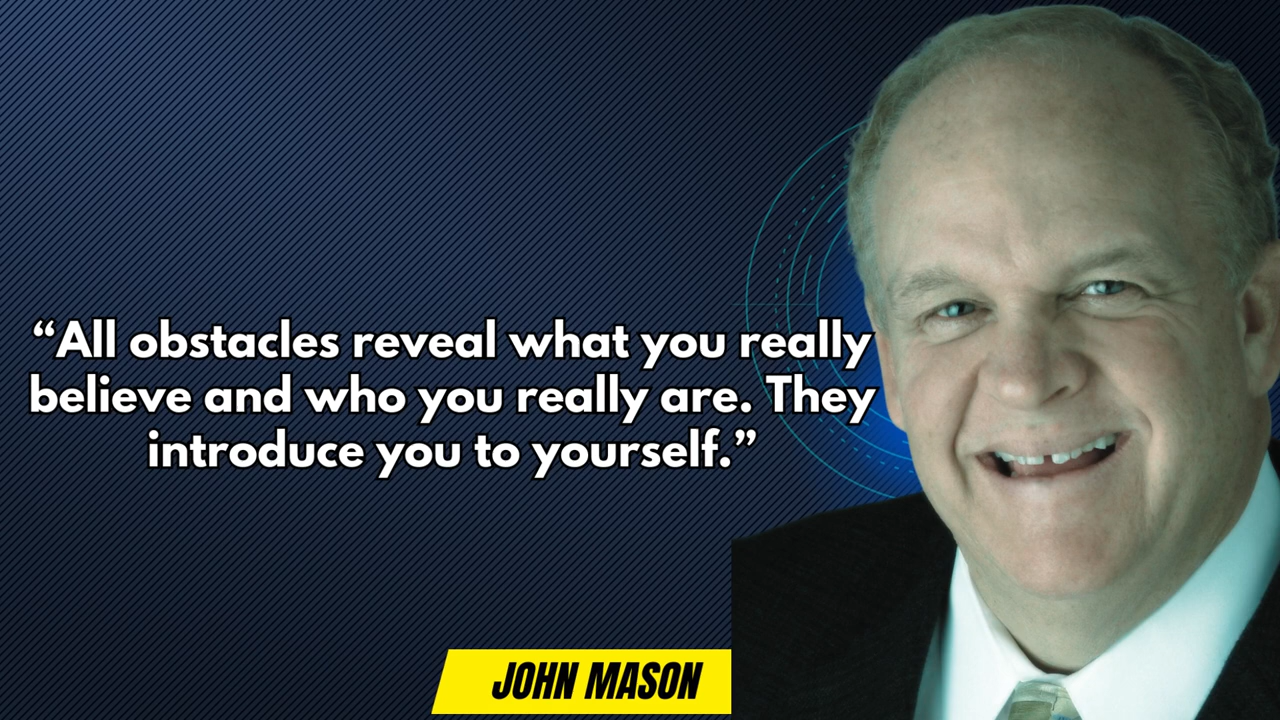 “All obstacles reveal what you really
believe and who you really are. They
introduce you to yourself.”
JOHN MASON